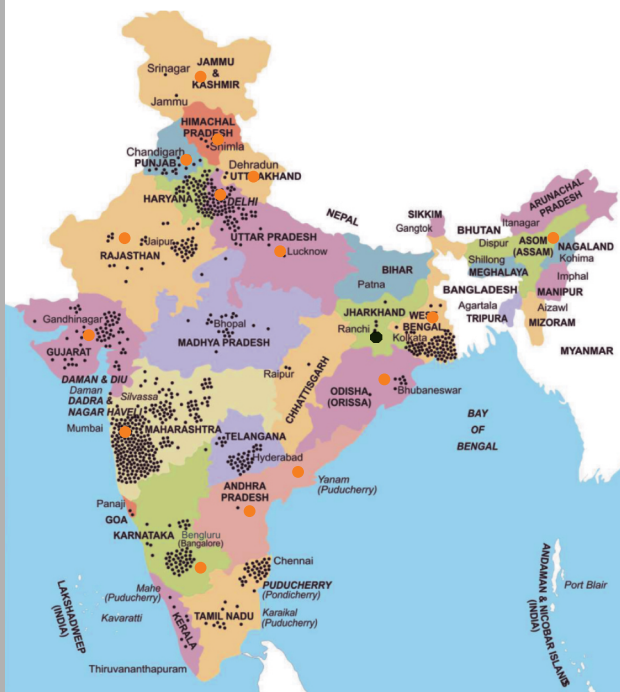 Srinagar
JAMMU
&
KASHMIR
Jammu
HIMACHAL
PRADESH
Shimla
Chandigarh
PUNJAB
Dehradun
UTTRAKHAND
HARYANA
DELHI
ARUNACHAL
PRADESH
NEPAL
SIKKIM
Gangtok
BHUTAN
Itanagar
Jaipur
RAJASTHAN
UTTAR PRADESH
Lucknow
Dispur
ASOM
(ASSAM)
NAGALAND
Kohima
Shillong
MEGHALAYA
BIHAR
Patna
Imphal
MANIPUR
BANGLADESH
Agartala
TRIPURA
Aizawl
MIZORAM
Gandhinagar
GUJARAT
Bhopal
MADHYA PRADESH
JHARKHAND
Ranchi
WEST
BENGAL
Kolkata
MYANMAR
Raipur
CHHATTISGARH
DAMAN & DIU
Daman
DADRA &
NAGAR HAVELI
Silvassa
ODISHA
(ORISSA)
Bhubaneswar
Mumbai
MAHARASHTRA
TELANGANA
Hyderabad
BAY
OF
BENGAL
Yanam
(Puducherry)
ANDHRA
PRADESH
Panaji
GOA
KARNATAKA
Bengluru
(Bangalore)
Chennai
PUDUCHERRY
(Pondicherry)
Mahe
(Puducherry)
TAMIL NADU
Karaikal
(Puducherry)
KERALA
Kavaratti
LAKSHADWEEP
(INDIA)
Thiruvananthapuram
Port Blair
ANDAMAN & NICOBAR ISLANDS
(INDIA)